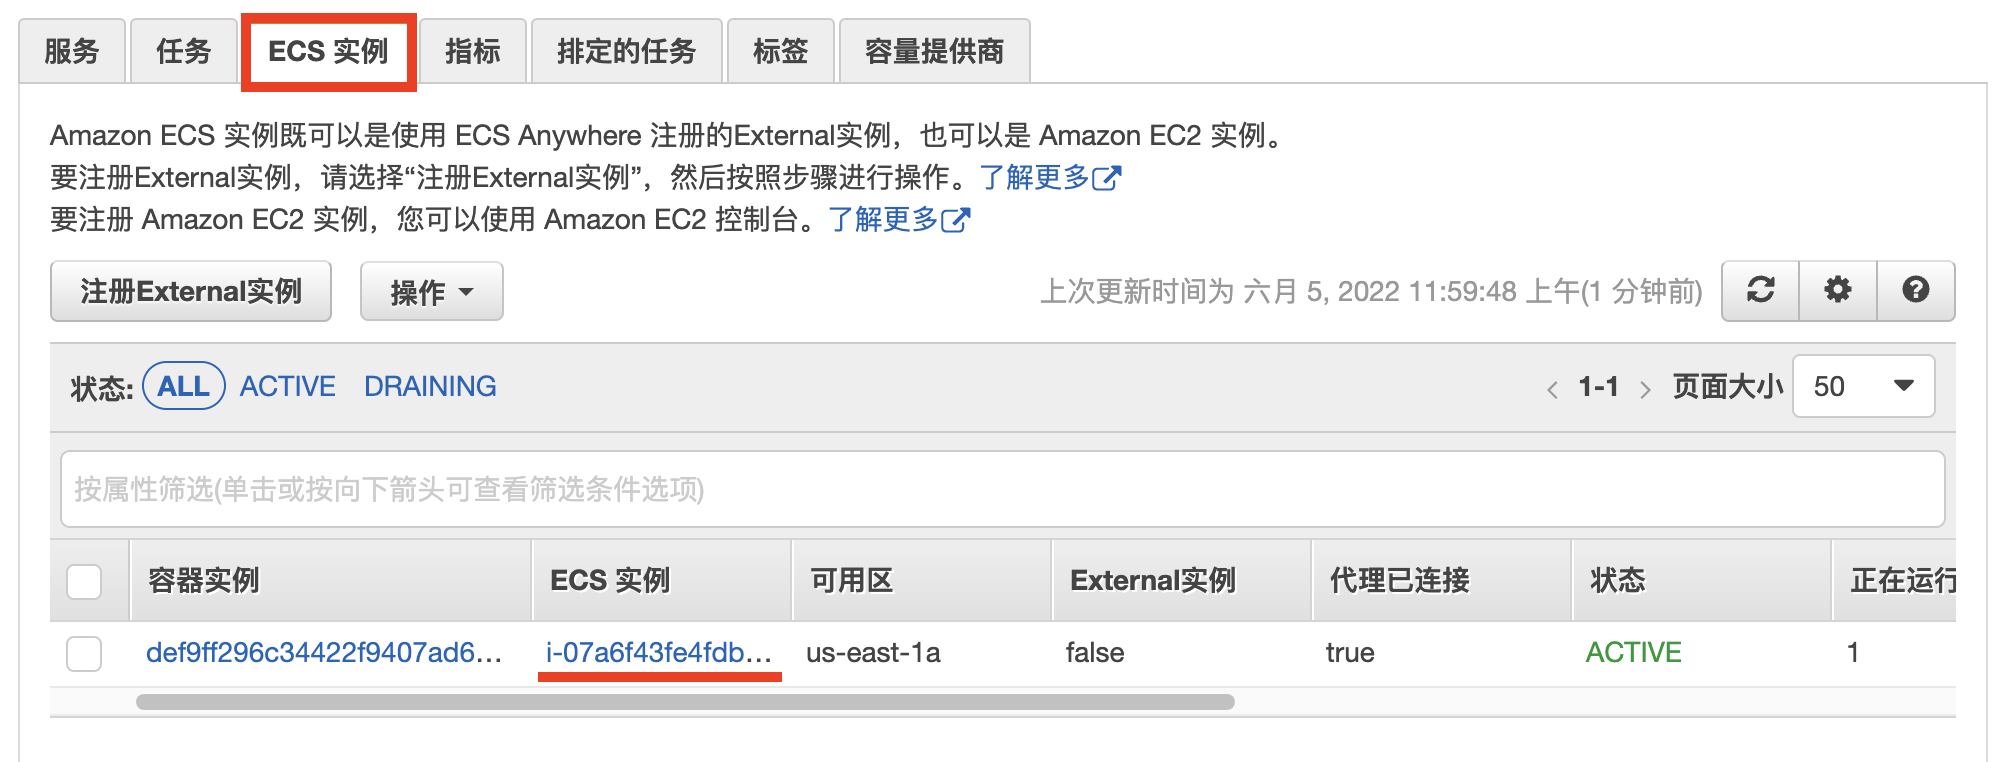 服务 任务 ECS 实例 指标 排定的任务 标签 容量提供商
Amazon ECS 实例既可以是使用 ECS Anywhere 注册的External实例，也可以是 Amazon EC2 实例。
要注册External实例，请选择“注册External实例”，然后按照步骤进行操作。了解更多
要注册 Amazon EC2 实例，您可以使用 Amazon EC2 控制台。了解更多
注册External实例 操作 上次更新时间为 六月 5, 2022 11:59:48 上午(1 分钟前)
状态: ALL ACTIVE DRAINING 1-1 页面大小 50
按属性筛选(单击或按向下箭头可查看筛选条件选项)
容器实例 ECS 实例 可用区 External实例 代理已连接 状态 正在运行
def9ff296c34422f9407ad6... i-07a6f43fe4fdb... us-east-1a false true ACTIVE 1